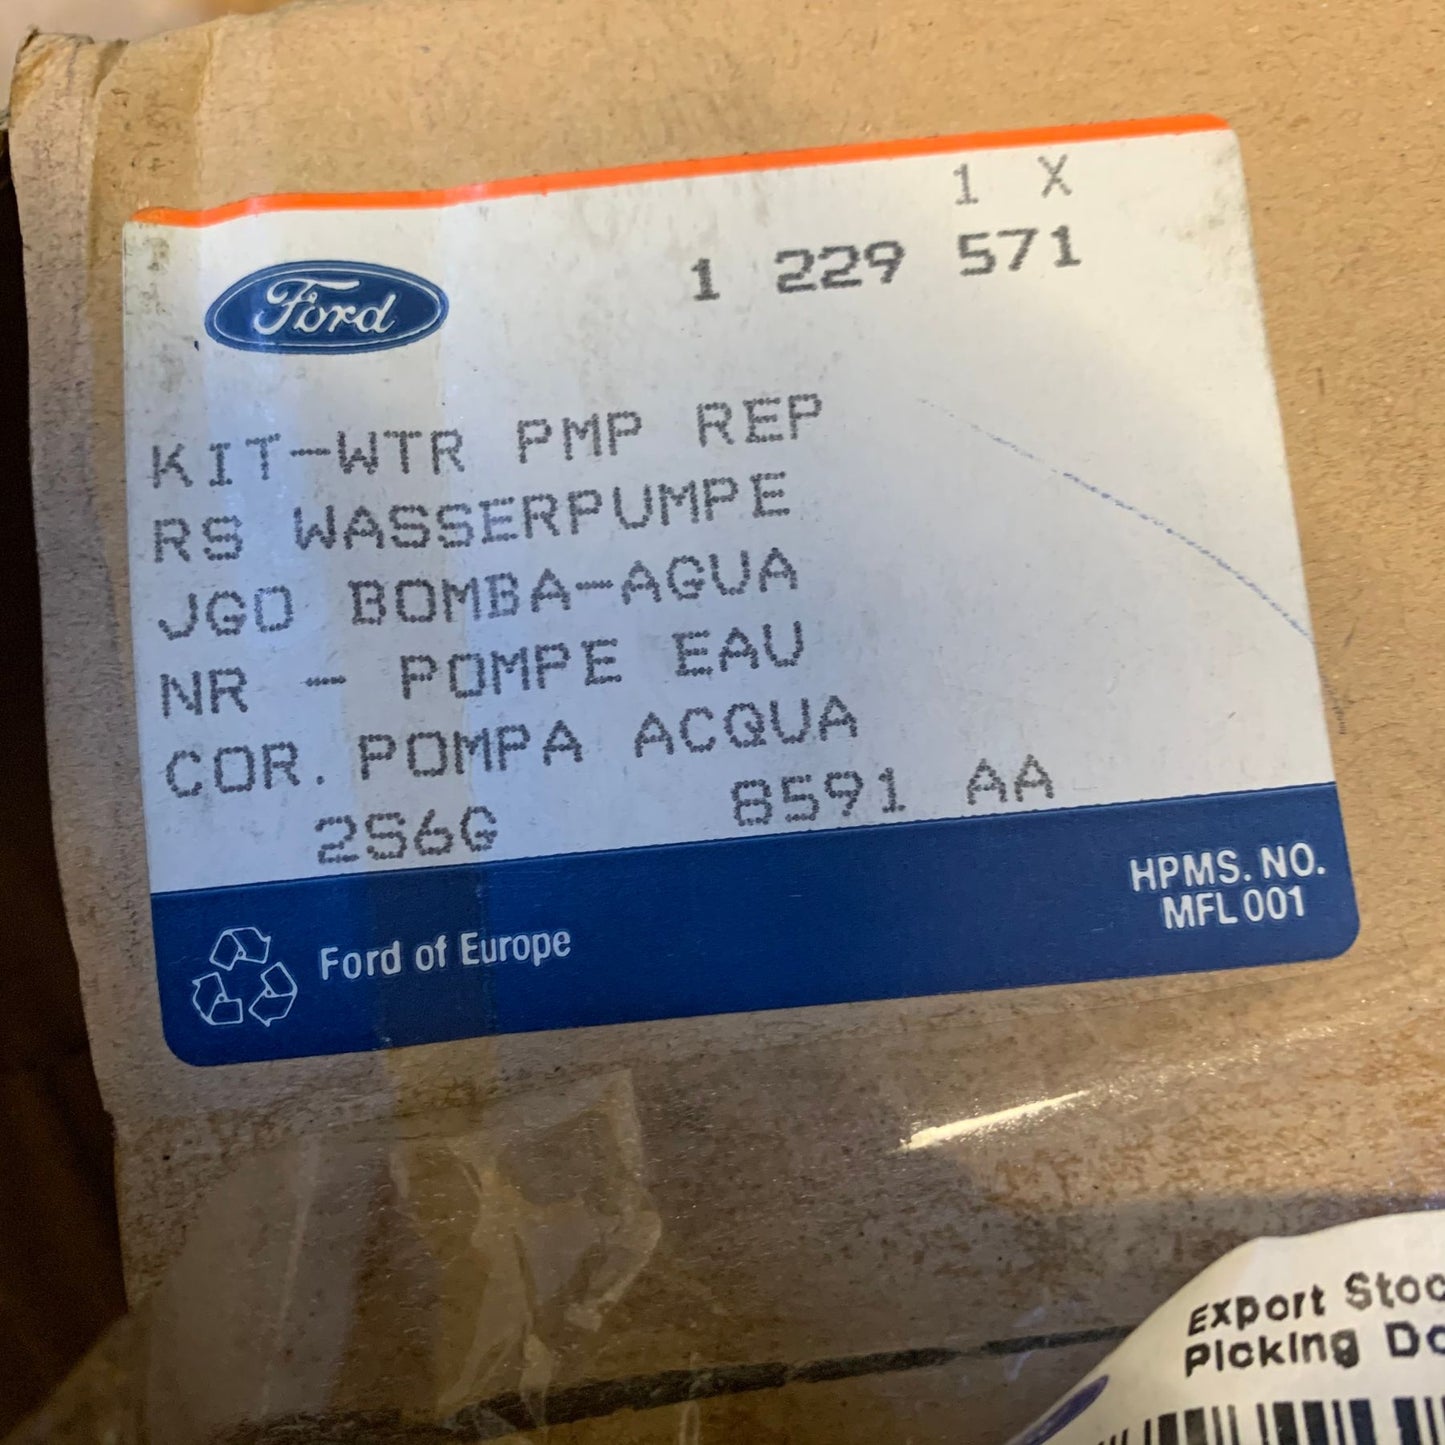 1 X
Ford
1 229 571
KIT-WTR PMP REP
RS WASSERPUMPE
JGO BOMBA-AGUA
NR - POMPE EAU
COR. POMPA ACQUA
2S6G 8591 AA
HPMS. NO.
MFL 001
Ford of Europe
Export Stoc
Picking Do